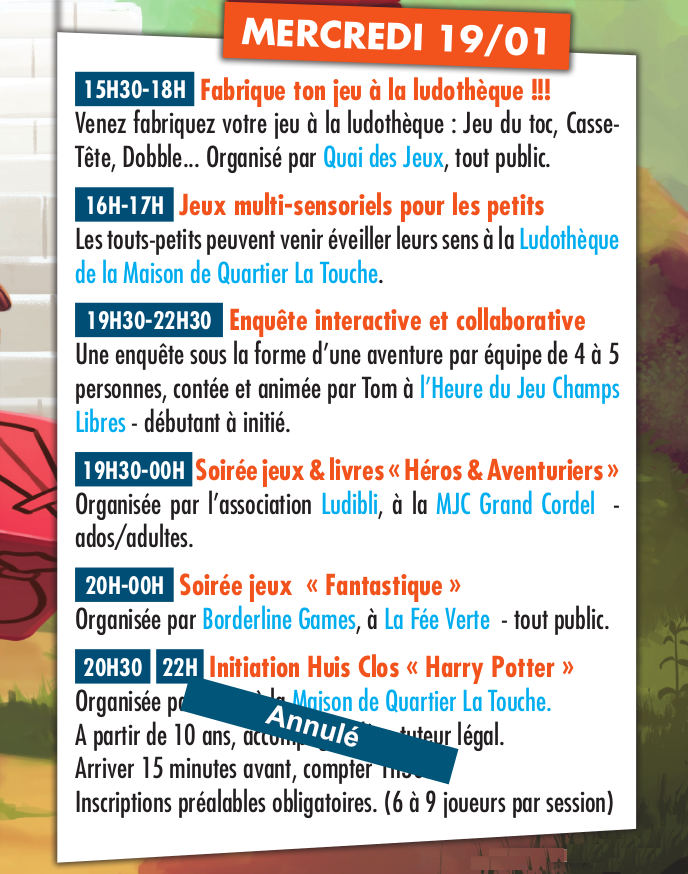 MERCREDI 19/01
15H30-18H Fabrique ton jeu à la ludothèque !!!
Venez fabriquez votre jeu à la ludothèque : Jeu du toc, Casse-
Tête, Dobble... Organisé par Quai des Jeux, tout public.
16H-17H Jeux multi-sensoriels pour les petits
Les touts-petits peuvent venir éveiller leurs sens à la Ludothèque
de la Maison de Quartier La Touche.
19H30-22H30 Enquête interactive et collaborative
Une enquête sous la forme d'une aventure par équipe de 4 à 5
personnes, contée et animée par Tom à l'Heure du Jeu Champs
Libres - débutant à initié.
19H30-00H Soirée jeux & livres « Héros & Aventuriers »
Organisée par l'association Ludibli, à la MJC Grand Cordel -
ados/adultes.
20H-00H Soirée jeux « Fantastique »
Organisée par Borderline Games, à La Fée Verte - tout public.
20H30 22H Initiation Huis Clos « Harry Potter »
Organisée à la Maison de Quartier La Touche.
Annulé
A partir de 10 ans, tuteur légal.
Arriver 15 minutes avant, compter
Inscriptions préalables obligatoires. (6 à 9 joueurs par session)